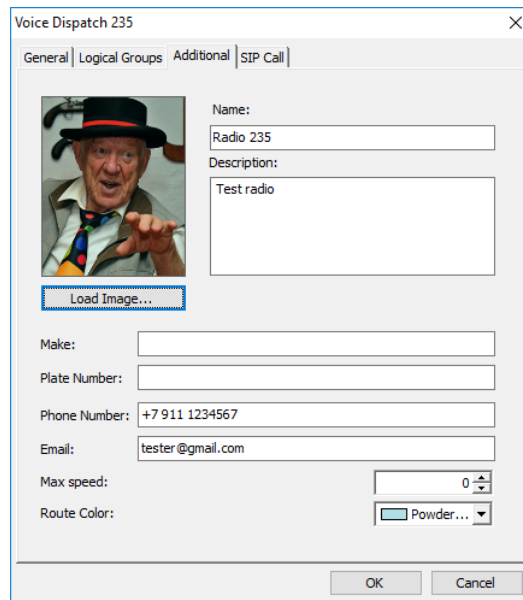 Voice Dispatch 235
General Logical Groups Additional SIP Call
Name:
Radio 235
Description:
Test radio
Load Image...
Make:
Plate Number:
Phone Number: +7 911 1234567
Email: tester@gmail.com
Max speed: 0
Route Color: Powder...
OK Cancel